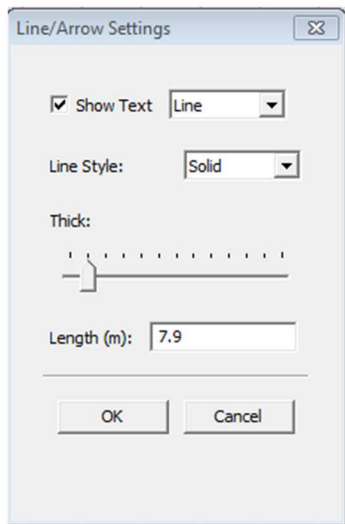 Line/Arrow Settings
Show Text Line
Line Style: Solid
Thick:
Length (m): 7.9
OK Cancel